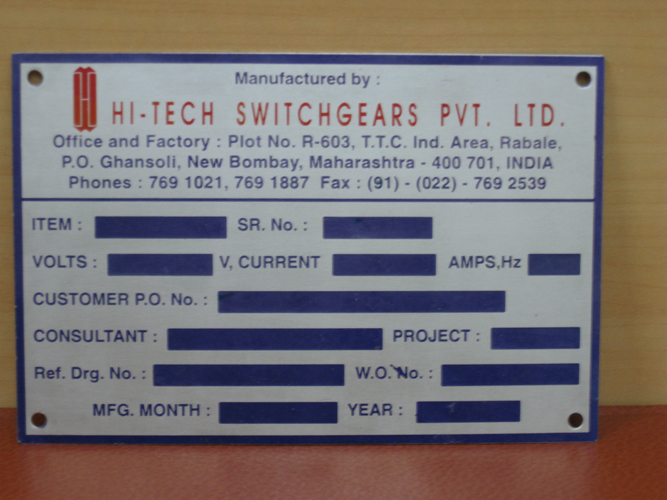 Manufactured by :
HI-TECH SWITCHGEARS PVT. LTD.
Office and Factory : Plot No. R-603, T.T.C. Ind. Area, Rabale,
P.O. Ghansoli, New Bombay, Maharashtra - 400 701, INDIA
Phones : 769 1021, 769 1887 Fax : (91) - (022) - 769 2539
ITEM : SR. No. :
VOLTS : V, CURRENT AMPS,Hz
CUSTOMER P.O. No. :
CONSULTANT : PROJECT :
Ref. Drg. No. : W.O. No. :
MFG. MONTH : YEAR :